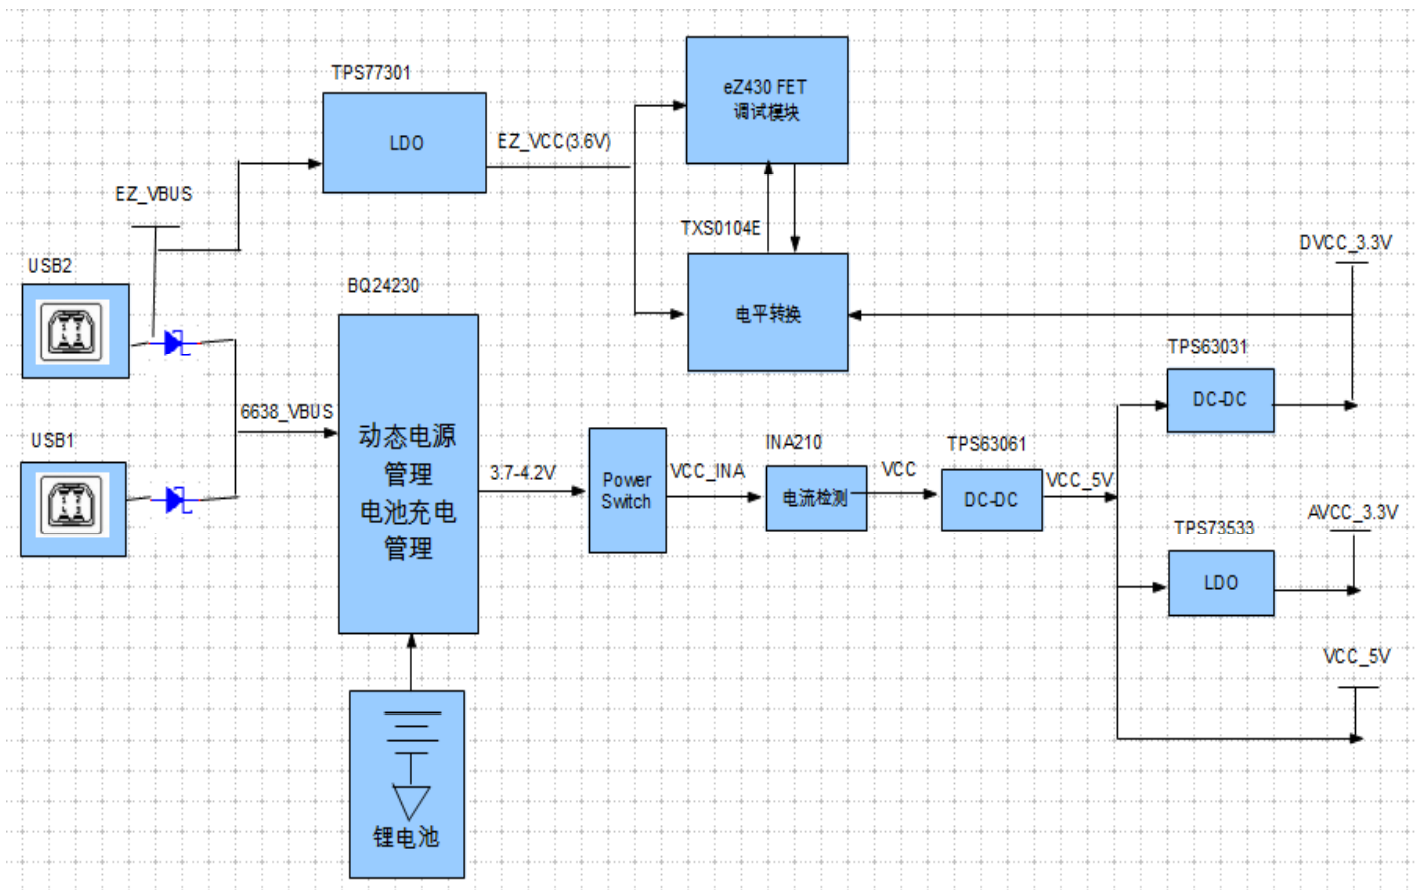 TPS77301
LDO
EZ_VCC(3.6V)
eZ430 FET
调试模块
EZ_VBUS
TXS0104E
电平转换
DVCC_3.3V
USB2
BQ24230
动态电源
管理
电池充电
管理
6638_VBUS
USB1
3.7-4.2V
Power
Switch
VCC_INA
INA210
电流检测
VCC
TPS63061
DC-DC
VCC_5V
TPS63031
DC-DC
TPS73533
LDO
AVCC_3.3V
VCC_5V
锂电池